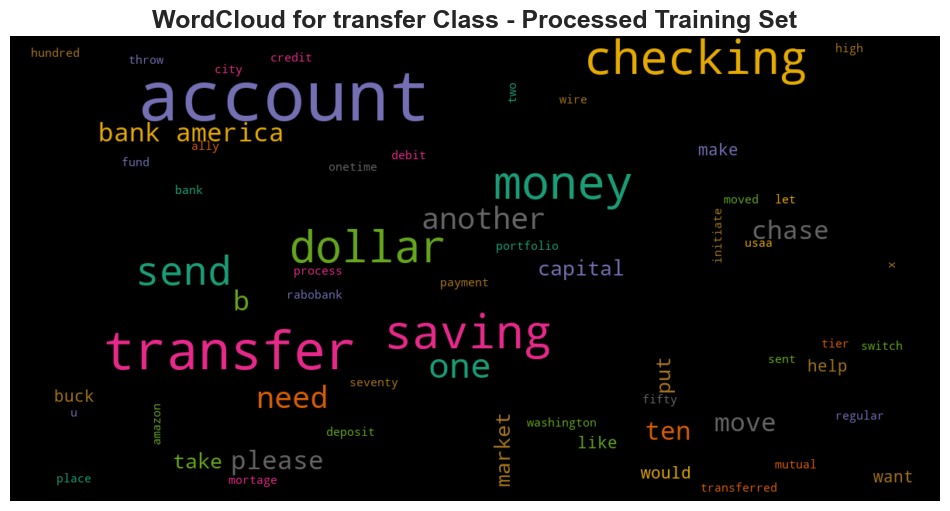 WordCloud for transfer Class - Processed Training Set
hundred
throw
city
credit
checking
high
account
two
wire
bank america
ally
fund
debit
onetime
make
bank
money
moved
let
another
initiate
chase
dollar
portfolio
usaa
send
process
capital
x
b
rabobank
payment
transfer
saving
one
tier
switch
sent
help
seventy
put
buck
need
fifty
u
amazon
regular
deposit
market
washington
ten
move
take
please
like
place
mortage
would
mutual
want
transferred